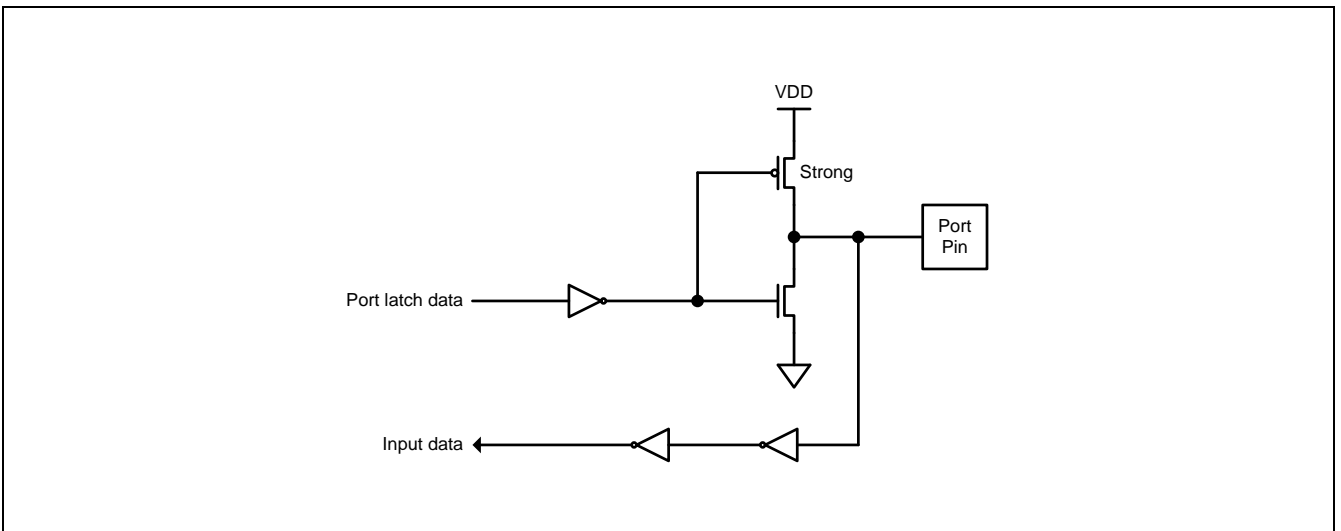 VDD
Strong
Port
Pin
Port latch data
Input data